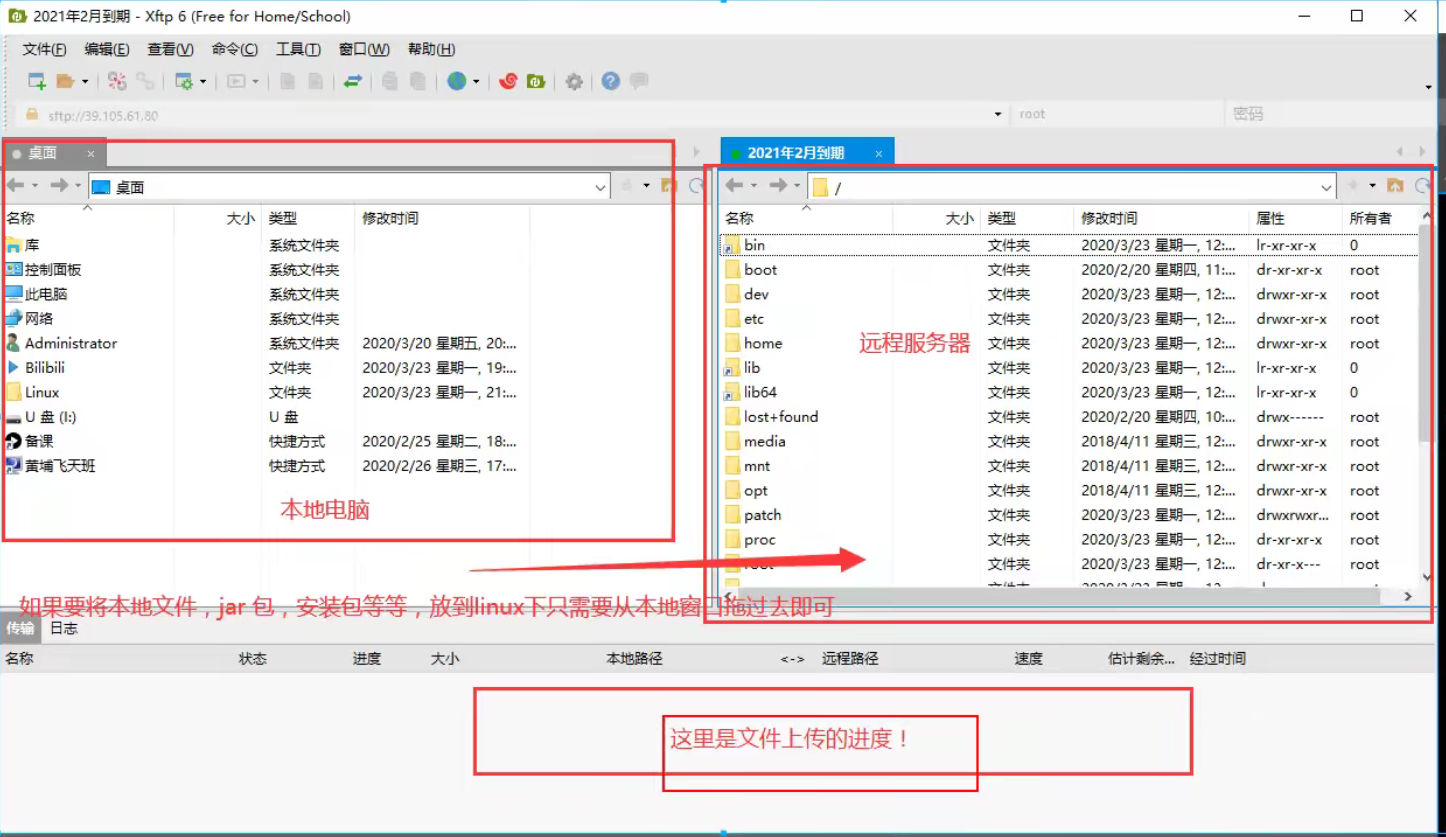 2021年2月到期 - Xftp 6 (Free for Home/School)
文件(F) 编辑(E) 查看(V) 命令(C) 工具(T) 窗口(W) 帮助(H)
sftp://39.105.61.80 root 密码
桌面 × 2021年2月到期 ×
桌面 /
名称 大小 类型 修改时间
库 系统文件夹
控制面板 系统文件夹
此电脑 系统文件夹
网络 系统文件夹
Administrator 系统文件夹 2020/3/20 星期五, 20:...
Bilibili 文件夹 2020/3/23 星期一, 19:...
Linux 文件夹 2020/3/23 星期一, 21:...
U 盘 (I:) U 盘
备课 快捷方式 2020/2/25 星期二, 18:...
黄埔飞天班 快捷方式 2020/2/26 星期三, 17:...
本地电脑
名称 大小 类型 修改时间 属性 所有者
bin 文件夹 2020/3/23 星期一, 12:... lr-xr-xr-x 0
boot 文件夹 2020/2/20 星期四, 11:... dr-xr-xr-x root
dev 文件夹 2020/3/23 星期一, 12:... drwxr-xr-x root
etc 文件夹 2020/3/23 星期一, 12:... drwxr-xr-x root
home 文件夹 2020/3/23 星期一, 12:... drwxr-xr-x root
远程服务器
lib 文件夹 2020/3/23 星期一, 12:... lr-xr-xr-x 0
lib64 文件夹 2020/3/23 星期一, 12:... lr-xr-xr-x 0
lost+found 文件夹 2020/2/20 星期四, 10:... drwx------ root
media 文件夹 2018/4/11 星期三, 12:... drwxr-xr-x root
mnt 文件夹 2018/4/11 星期三, 12:... drwxr-xr-x root
opt 文件夹 2018/4/11 星期三, 12:... drwxr-xr-x root
patch 文件夹 2020/3/23 星期一, 12:... drwxrwxr... root
proc 文件夹 2020/3/23 星期一, 12:... dr-xr-xr-x root
root 文件夹 2020/3/23 星期一, 12:... dr-xr-x--- root
如果要将本地文件，jar 包，安装包等等，放到linux下只需要从本地窗口拖过去即可
传输 日志
名称 状态 进度 大小 本地路径 <-> 远程路径 速度 估计剩余... 经过时间
这里是文件上传的进度！